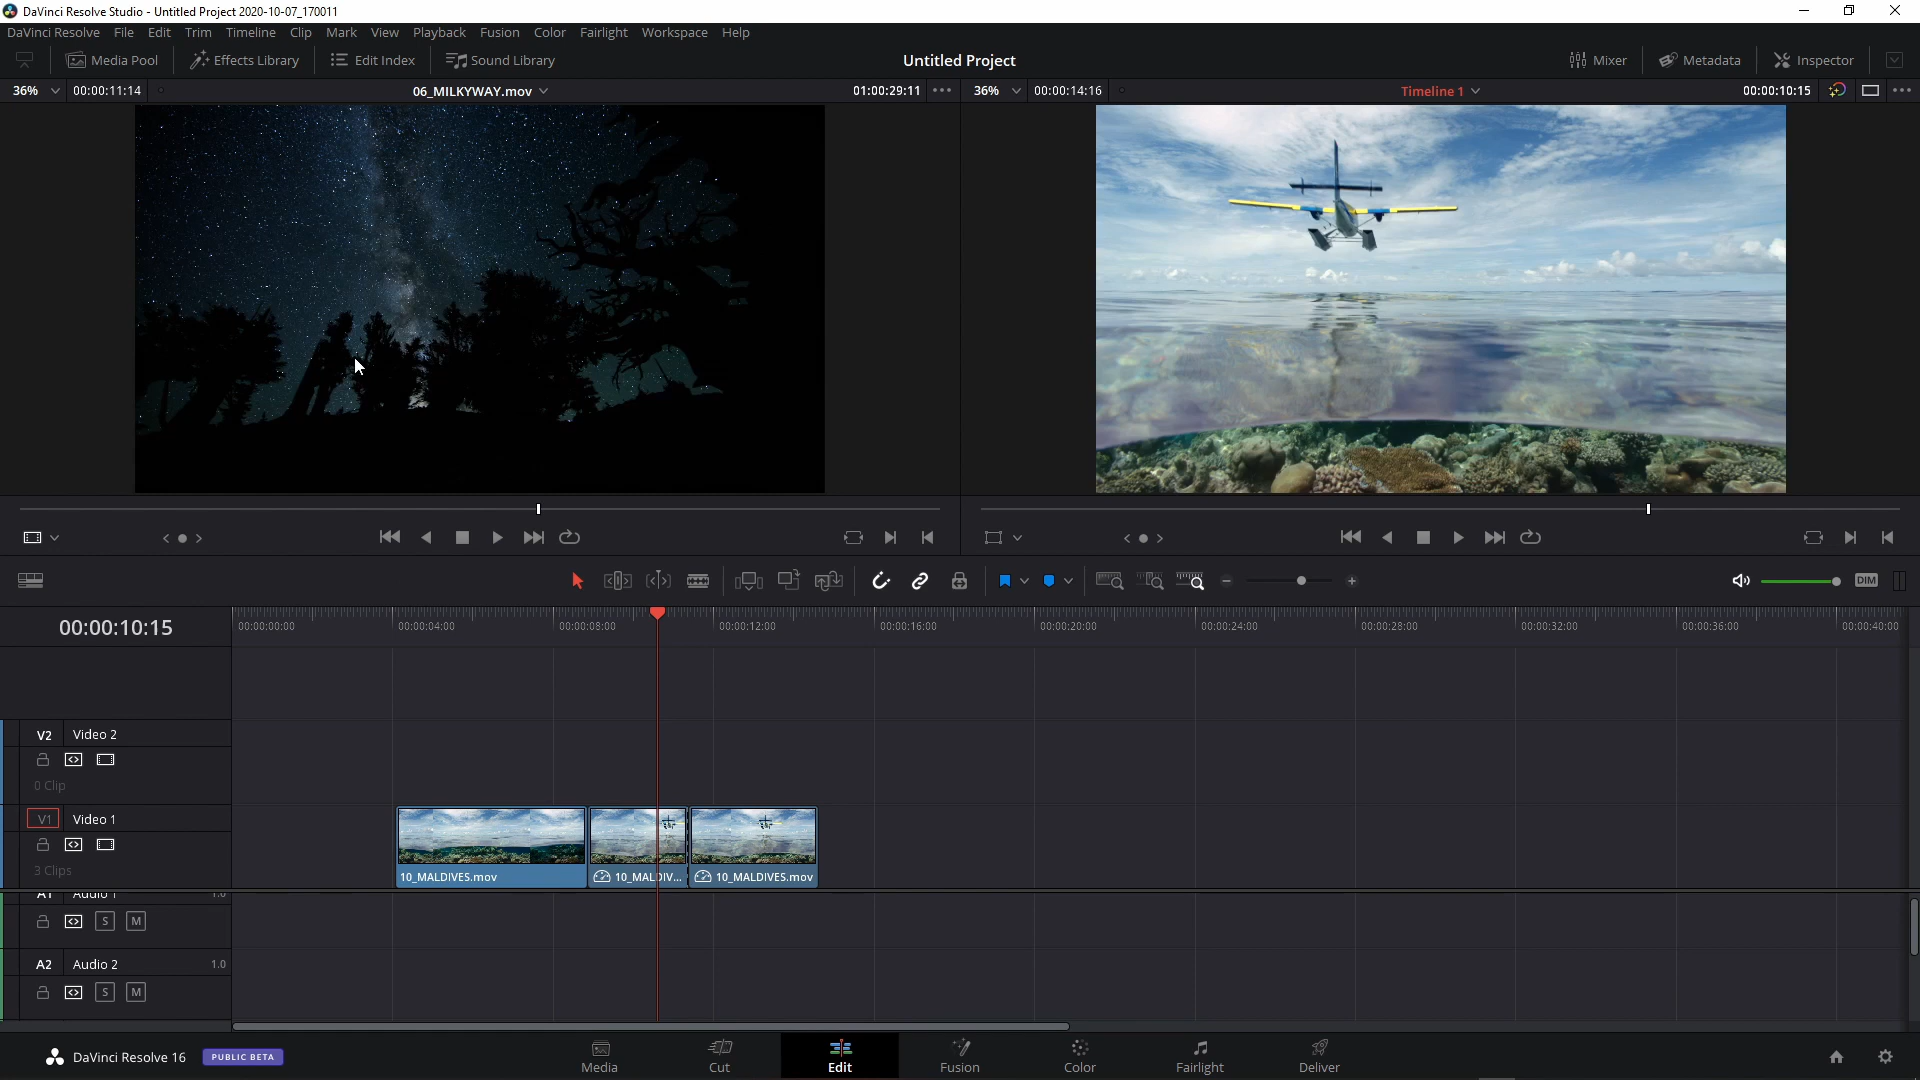 DaVinci Resolve Studio - Untitled Project 2020-10-07_170011
DaVinci Resolve File Edit Trim Timeline Clip Mark View Playback Fusion Color Fairlight Workspace Help
Media Pool Effects Library Edit Index Sound Library Untitled Project Mixer Metadata Inspector
36% 00:00:11:14 06_MILKYWAY.mov 01:00:29:11 36% 00:00:14:16 Timeline 1 00:00:10:15
DIM
00:00:10:15
00:00:00:00 00:00:04:00 00:00:08:00 00:00:12:00 00:00:16:00 00:00:20:00 00:00:24:00 00:00:28:00 00:00:32:00 00:00:36:00 00:00:40:00
V2 Video 2
0 Clip
V1 Video 1
3 Clips
10_MALDIVES.mov 10_MALDIV... 10_MALDIVES.mov
A1 Audio 1 1.0
S M
A2 Audio 2 1.0
S M
DaVinci Resolve 16 PUBLIC BETA
Media Cut Edit Fusion Color Fairlight Deliver